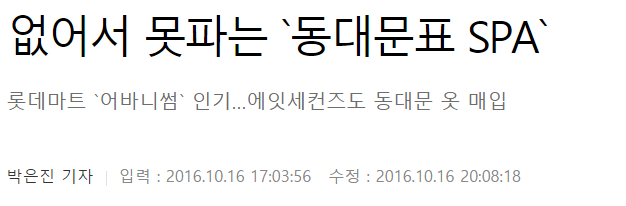 없어서 못파는 `동대문표 SPA`
롯데마트 `어바니썸` 인기...에잇세컨즈도 동대문 옷 매입
박은진 기자 | 입력 : 2016.10.16 17:03:56 수정 : 2016.10.16 20:08:18